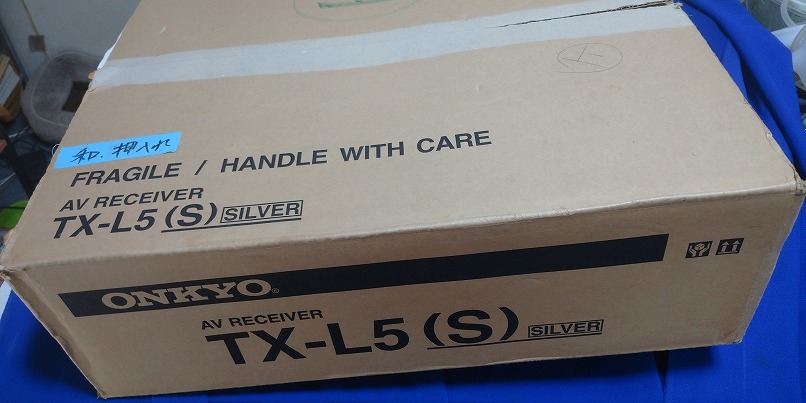 和.押入れ
FRAGILE / HANDLE WITH CARE
AV RECEIVER
TX-L5 (S) SILVER
ONKYO
AV RECEIVER
TX-L5 (S) SILVER